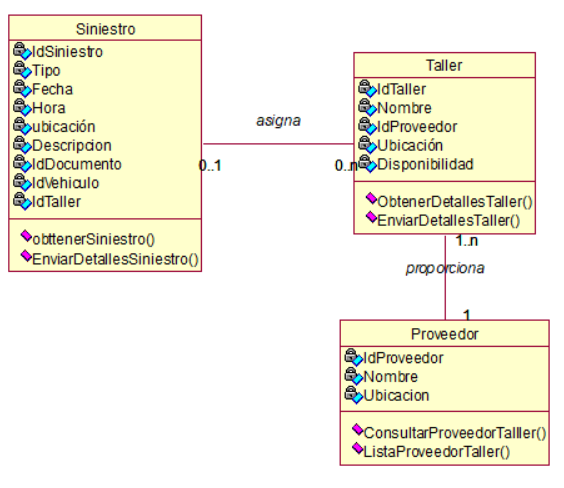 Siniestro
IdSiniestro
Tipo
Fecha
Hora
ubicación
Descripcion
IdDocumento
IdVehiculo
IdTaller
obttenerSiniestro()
EnviarDetallesSiniestro()
asigna
0..1
0..n
Taller
IdTaller
Nombre
IdProveedor
Ubicación
Disponibilidad
ObtenerDetallesTaller()
EnviarDetallesTaller()
1..n
proporciona
1
Proveedor
IdProveedor
Nombre
Ubicacion
ConsultarProveedorTalller()
ListaProveedorTaller()